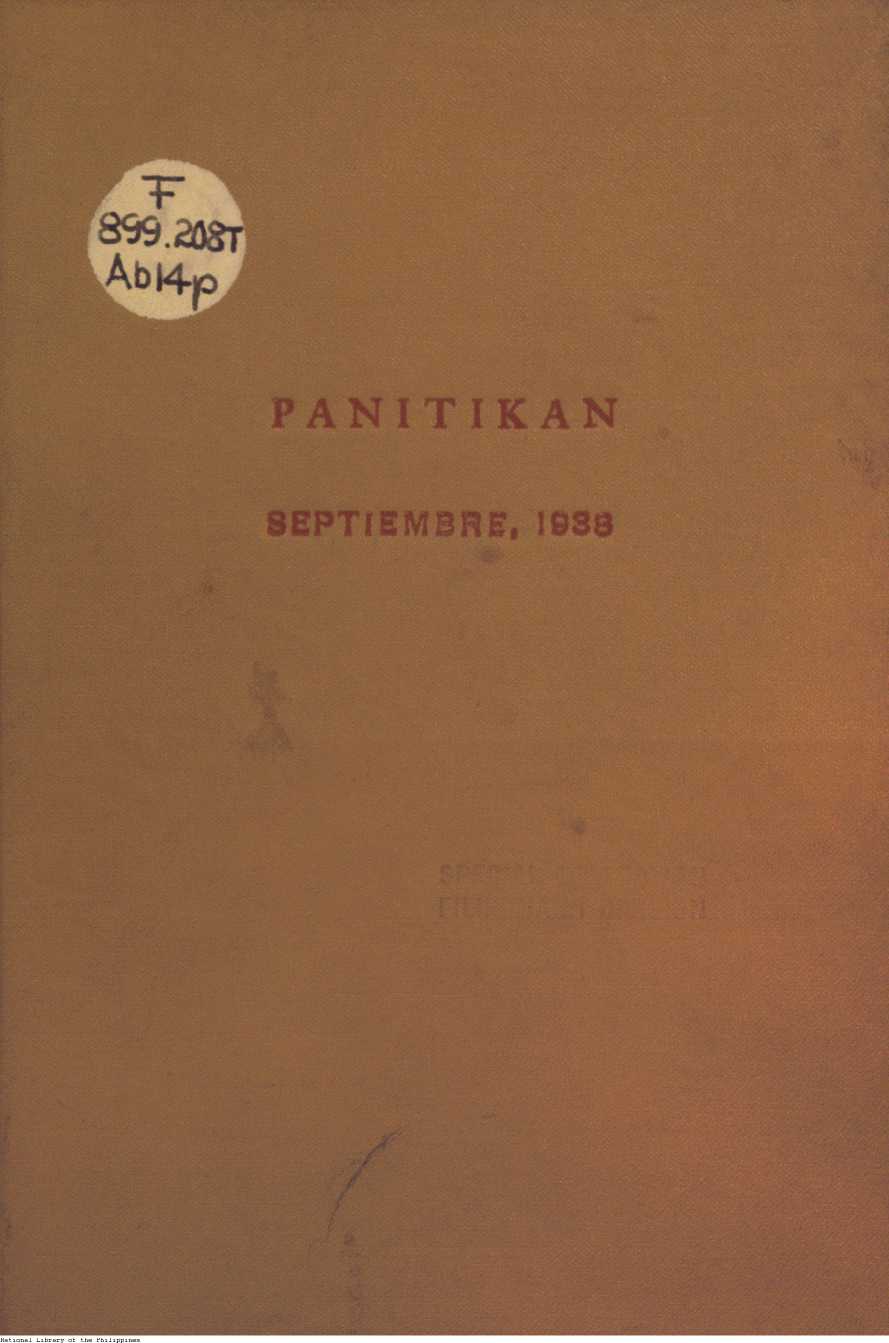 F
899.208T
Ab14p
PANITIKAN
SEPTIEMBRE, 1938
National Library of the Philippines